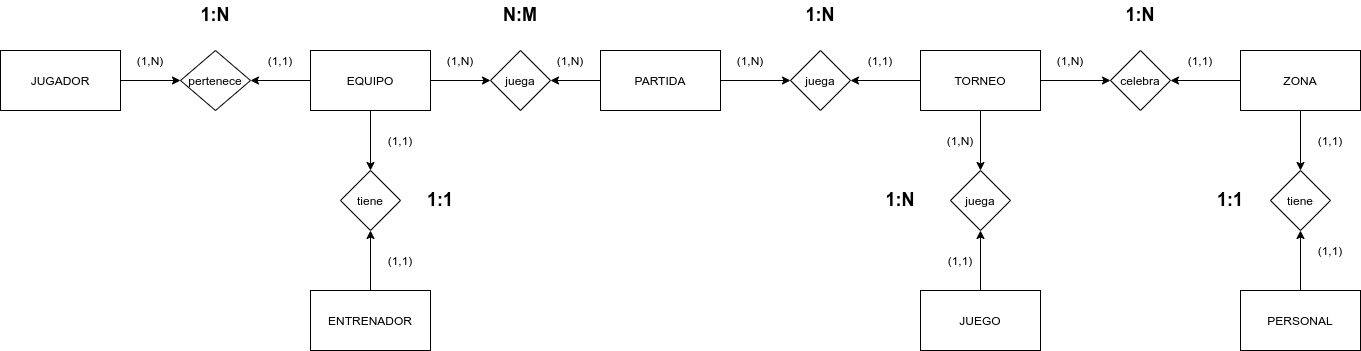 1:N
N:M
1:N
1:N
JUGADOR
(1,N)
pertenece
(1,1)
EQUIPO
(1,N)
juega
(1,N)
PARTIDA
(1,N)
juega
(1,1)
TORNEO
(1,N)
celebra
(1,1)
ZONA
(1,1)
(1,N)
(1,1)
tiene
1:1
1:N
juega
1:1
tiene
(1,1)
(1,1)
(1,1)
ENTRENADOR
JUEGO
PERSONAL